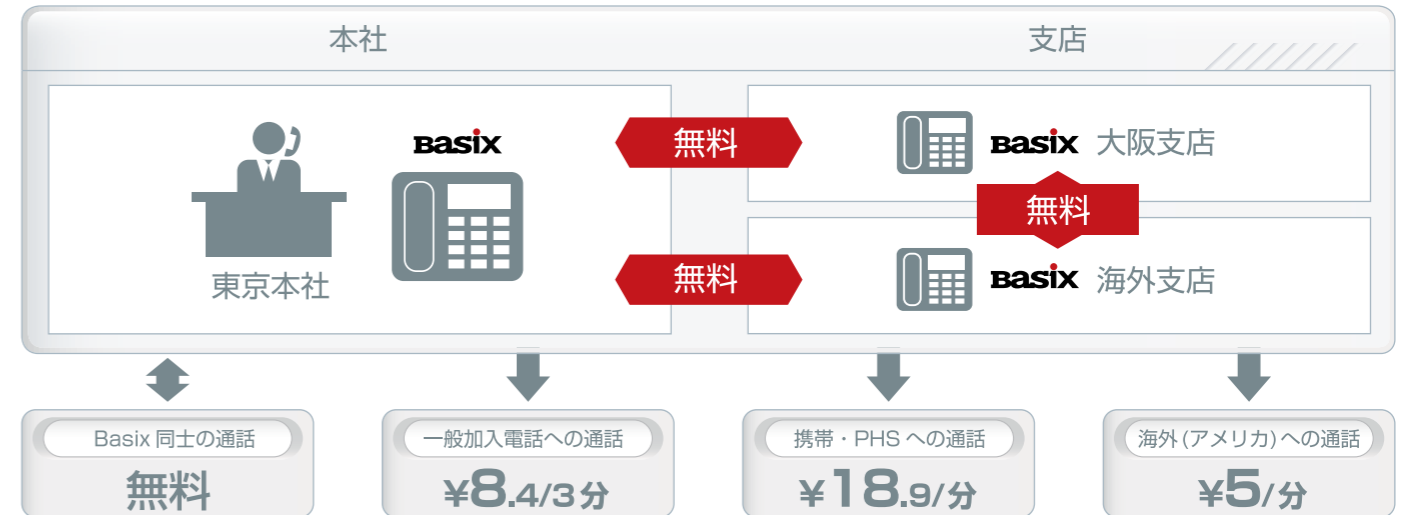 本社
支店
Basix
無料
Basix 大阪支店
無料
東京本社
無料
Basix 海外支店
Basix 同士の通話
無料
一般加入電話への通話
¥8.4/3分
携帯・PHS への通話
¥18.9/分
海外(アメリカ)への通話
¥5/分